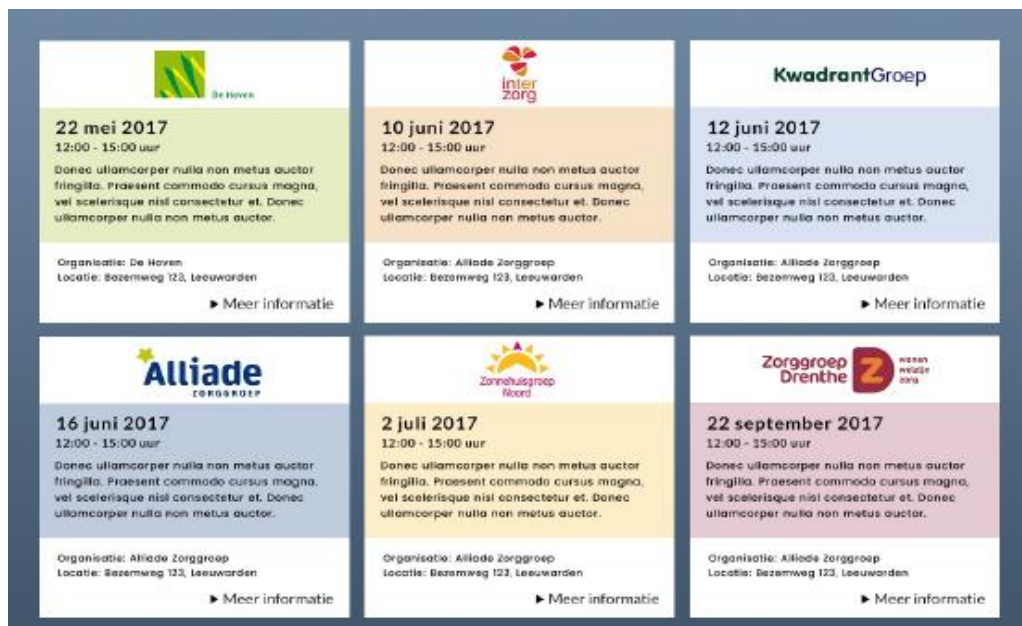 De Hoven
22 mei 2017
12:00 - 15:00 uur
Donec ullamcorper nulla non metus auctor
fringilla. Praesent commodo cursus magna,
vel scelerisque nisl consectetur et. Donec
ullamcorper nulla non metus auctor.
Organisatie: De Hoven
Locatie: Bezemweg 123, Leeuwarden
▶ Meer informatie
inter
zorg
10 juni 2017
12:00 - 15:00 uur
Donec ullamcorper nulla non metus auctor
fringilla. Praesent commodo cursus magna,
vel scelerisque nisl consectetur et. Donec
ullamcorper nulla non metus auctor.
Organisatie: Alliade Zorggroep
Locatie: Bezemweg 123, Leeuwarden
▶ Meer informatie
KwadrantGroep
12 juni 2017
12:00 - 15:00 uur
Donec ullamcorper nulla non metus auctor
fringilla. Praesent commodo cursus magna,
vel scelerisque nisl consectetur et. Donec
ullamcorper nulla non metus auctor.
Organisatie: Alliade Zorggroep
Locatie: Bezemweg 123, Leeuwarden
▶ Meer informatie
Alliade
ZORGGROEP
16 juni 2017
12:00 - 15:00 uur
Donec ullamcorper nulla non metus auctor
fringilla. Praesent commodo cursus magna,
vel scelerisque nisl consectetur et. Donec
ullamcorper nulla non metus auctor.
Organisatie: Alliade Zorggroep
Locatie: Bezemweg 123, Leeuwarden
▶ Meer informatie
Zonnehuisgroep
Noord
2 juli 2017
12:00 - 15:00 uur
Donec ullamcorper nulla non metus auctor
fringilla. Praesent commodo cursus magna,
vel scelerisque nisl consectetur et. Donec
ullamcorper nulla non metus auctor.
Organisatie: Alliade Zorggroep
Locatie: Bezemweg 123, Leeuwarden
▶ Meer informatie
Zorggroep
Drenthe
Z
wonen
welzijn
zorg
22 september 2017
12:00 - 15:00 uur
Donec ullamcorper nulla non metus auctor
fringilla. Praesent commodo cursus magna,
vel scelerisque nisl consectetur et. Donec
ullamcorper nulla non metus auctor.
Organisatie: Alliade Zorggroep
Locatie: Bezemweg 123, Leeuwarden
▶ Meer informatie